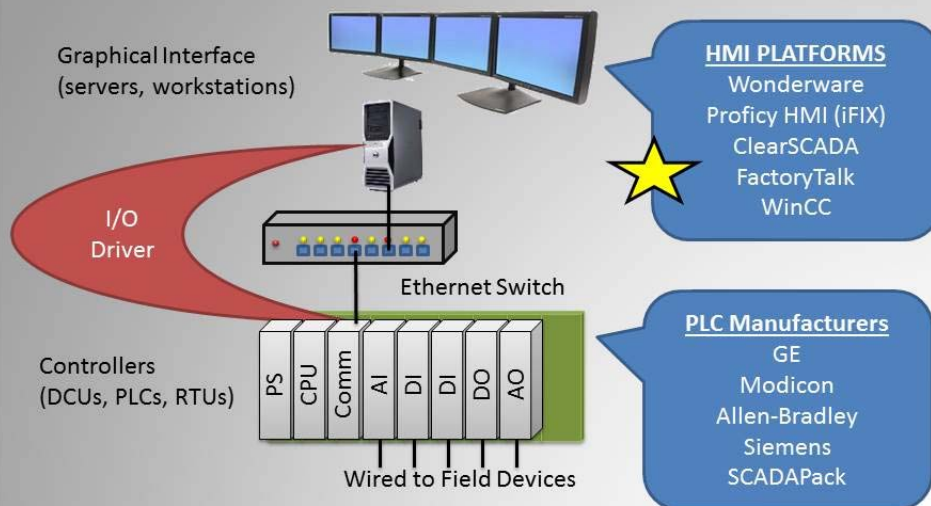 Graphical Interface
(servers, workstations)
HMI PLATFORMS
Wonderware
Proficy HMI (iFIX)
ClearSCADA
FactoryTalk
WinCC
I/O
Driver
Ethernet Switch
Controllers
(DCUs, PLCs, RTUs)
PS
CPU
Comm
AI
DI
DI
DO
AO
Wired to Field Devices
PLC Manufacturers
GE
Modicon
Allen-Bradley
Siemens
SCADAPack